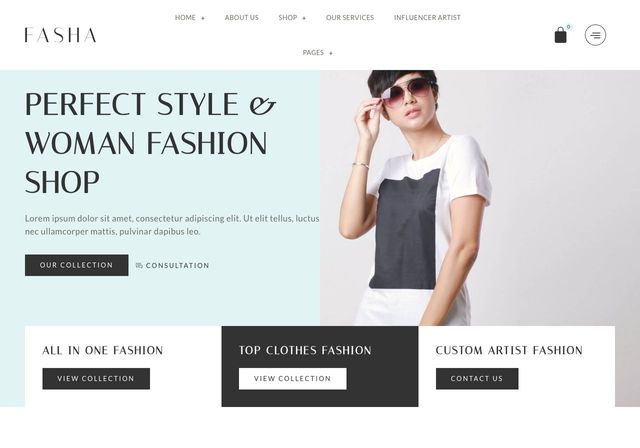 FASHA
HOME + ABOUT US SHOP + OUR SERVICES INFLUENCER ARTIST
PAGES +
0
PERFECT STYLE &
WOMAN FASHION
SHOP
Lorem ipsum dolor sit amet, consectetur adipiscing elit. Ut elit tellus, luctus
nec ullamcorper mattis, pulvinar dapibus leo.
OUR COLLECTION CONSULTATION
ALL IN ONE FASHION
VIEW COLLECTION
TOP CLOTHES FASHION
VIEW COLLECTION
CUSTOM ARTIST FASHION
CONTACT US